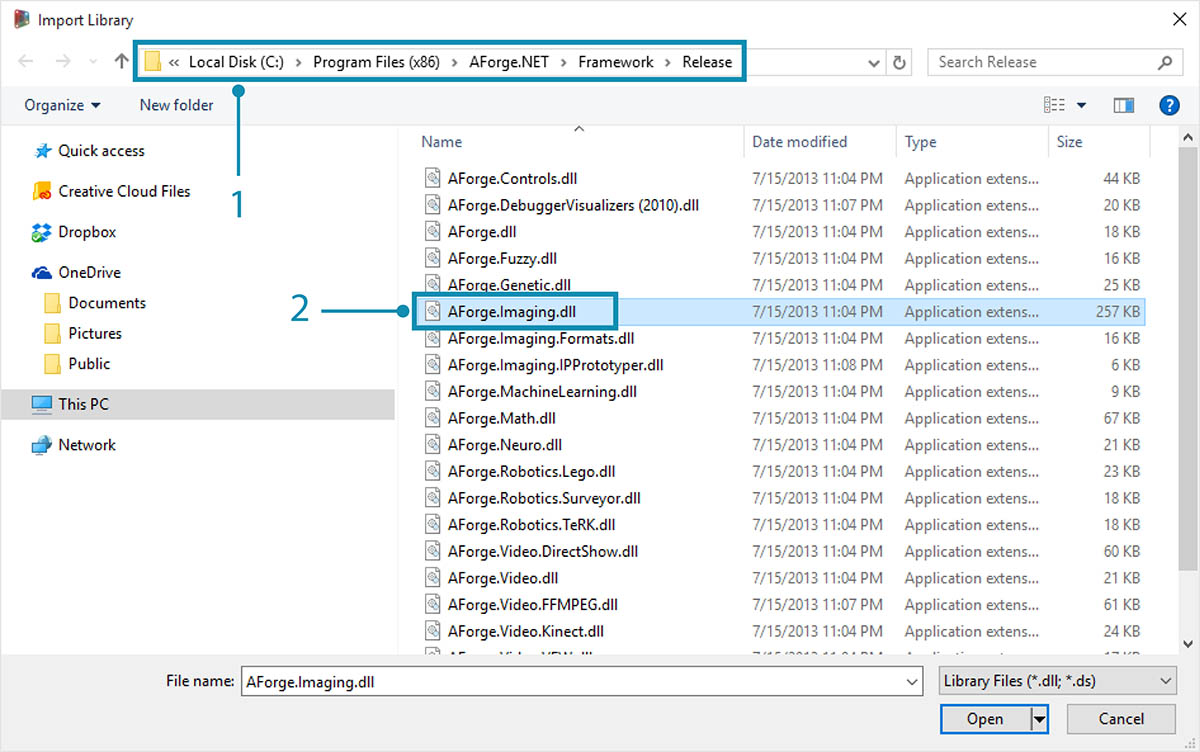 Import Library
« Local Disk (C:) › Program Files (x86) › AForge.NET › Framework › Release
Search Release
Organize
New folder
?
1
2
Quick access
Creative Cloud Files
Dropbox
OneDrive
Documents
Pictures
Public
This PC
Network
Name Date modified Type Size
AForge.Controls.dll 7/15/2013 11:04 PM Application extens... 44 KB
AForge.DebuggerVisualizers (2010).dll 7/15/2013 11:07 PM Application extens... 20 KB
AForge.dll 7/15/2013 11:04 PM Application extens... 18 KB
AForge.Fuzzy.dll 7/15/2013 11:04 PM Application extens... 16 KB
AForge.Genetic.dll 7/15/2013 11:04 PM Application extens... 25 KB
AForge.Imaging.dll 7/15/2013 11:04 PM Application extens... 257 KB
AForge.Imaging.Formats.dll 7/15/2013 11:04 PM Application extens... 16 KB
AForge.Imaging.IPPrototyper.dll 7/15/2013 11:08 PM Application extens... 6 KB
AForge.MachineLearning.dll 7/15/2013 11:04 PM Application extens... 9 KB
AForge.Math.dll 7/15/2013 11:04 PM Application extens... 67 KB
AForge.Neuro.dll 7/15/2013 11:04 PM Application extens... 21 KB
AForge.Robotics.Lego.dll 7/15/2013 11:04 PM Application extens... 23 KB
AForge.Robotics.Surveyor.dll 7/15/2013 11:04 PM Application extens... 18 KB
AForge.Robotics.TeRK.dll 7/15/2013 11:04 PM Application extens... 18 KB
AForge.Video.DirectShow.dll 7/15/2013 11:04 PM Application extens... 60 KB
AForge.Video.dll 7/15/2013 11:04 PM Application extens... 21 KB
AForge.Video.FFMPEG.dll 7/15/2013 11:07 PM Application extens... 61 KB
AForge.Video.Kinect.dll 7/15/2013 11:04 PM Application extens... 24 KB
File name: AForge.Imaging.dll
Library Files (*.dll; *.ds)
Open
Cancel